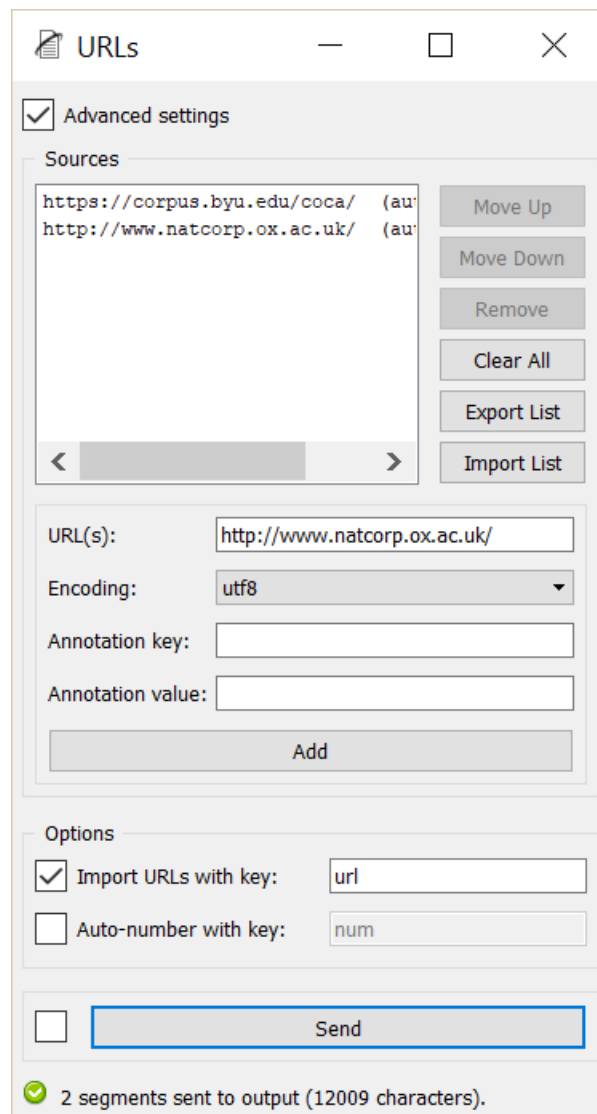 URLs
Advanced settings
Sources
https://corpus.byu.edu/coca/ (au
http://www.natcorp.ox.ac.uk/ (au
Move Up
Move Down
Remove
Clear All
Export List
Import List
URL(s): http://www.natcorp.ox.ac.uk/
Encoding: utf8
Annotation key:
Annotation value:
Add
Options
Import URLs with key: url
Auto-number with key: num
Send
2 segments sent to output (12009 characters).